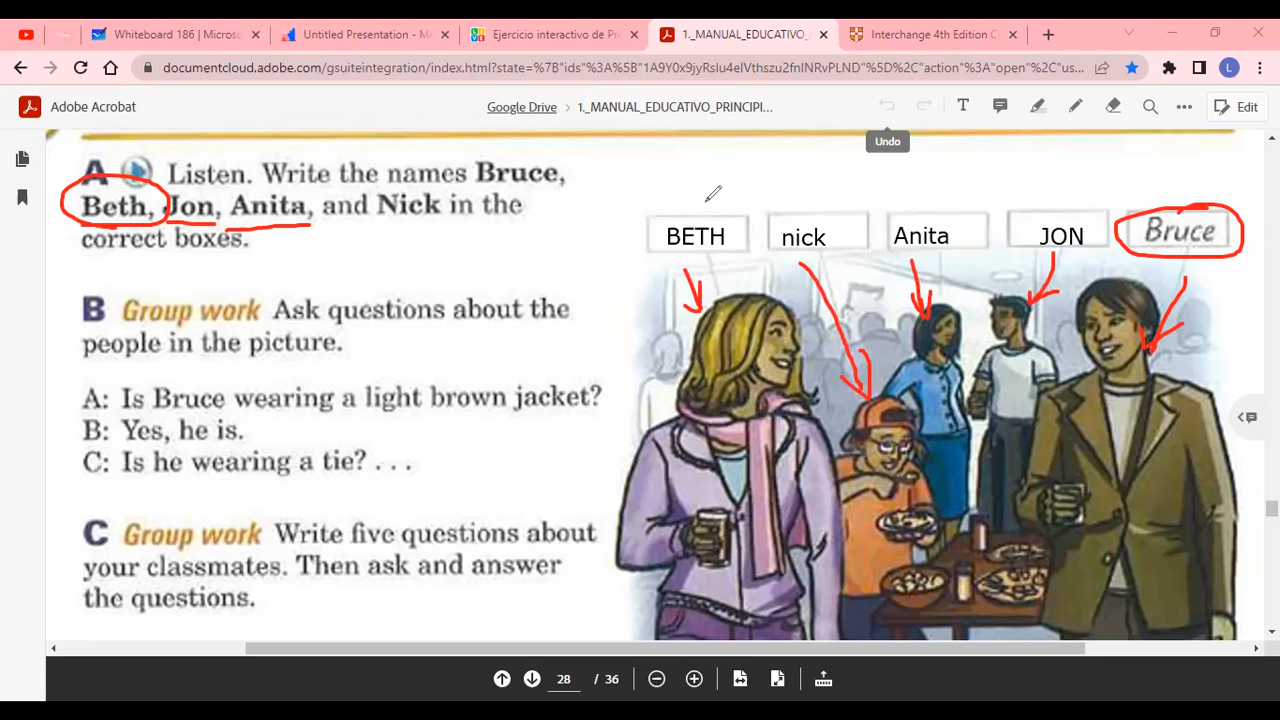 Whiteboard 186 | Microso
Untitled Presentation - M
Ejercicio interactivo de Pre
1._MANUAL_EDUCATIVO_
Interchange 4th Edition C
documentcloud.adobe.com/gsuiteintegration/index.html?state=%7B"ids"%3A%5B"1A9Y0x9jyRslu4elVthszu2fnINRvPLND"%5D%2C"action"%3A"open"%2C"us...
L
Adobe Acrobat
Google Drive > 1._MANUAL_EDUCATIVO_PRINCIPI...
Edit
Undo
A Listen. Write the names Bruce,
Beth, Jon, Anita, and Nick in the
correct boxes.
BETH nick Anita JON Bruce
B Group work Ask questions about the
people in the picture.
A: Is Bruce wearing a light brown jacket?
B: Yes, he is.
C: Is he wearing a tie? . . .
C Group work Write five questions about
your classmates. Then ask and answer
the questions.
28 / 36